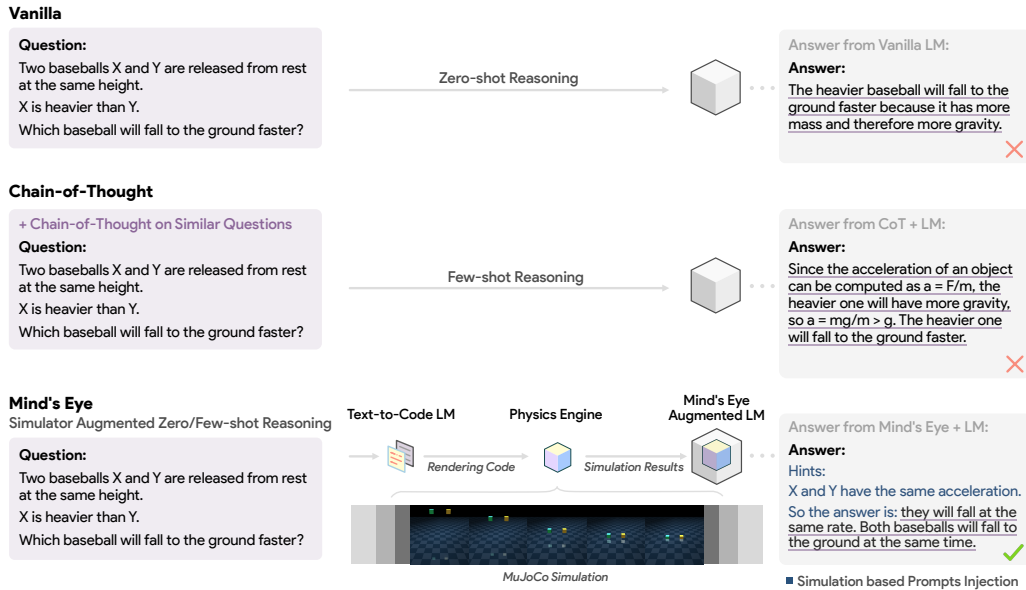 Vanilla
Question:
Two baseballs X and Y are released from rest
at the same height.
X is heavier than Y.
Which baseball will fall to the ground faster?
Zero-shot Reasoning
Answer from Vanilla LM:
Answer:
The heavier baseball will fall to the
ground faster because it has more
mass and therefore more gravity.
Chain-of-Thought
+ Chain-of-Thought on Similar Questions
Question:
Two baseballs X and Y are released from rest
at the same height.
X is heavier than Y.
Which baseball will fall to the ground faster?
Few-shot Reasoning
Answer from CoT + LM:
Answer:
Since the acceleration of an object
can be computed as a = F/m, the
heavier one will have more gravity,
so a = mg/m > g. The heavier one
will fall to the ground faster.
Mind's Eye
Simulator Augmented Zero/Few-shot Reasoning
Question:
Two baseballs X and Y are released from rest
at the same height.
X is heavier than Y.
Which baseball will fall to the ground faster?
Text-to-Code LM
Rendering Code
Physics Engine
Simulation Results
Mind's Eye
Augmented LM
MuJoCo Simulation
Answer from Mind's Eye + LM:
Answer:
Hints:
X and Y have the same acceleration.
So the answer is: they will fall at the
same rate. Both baseballs will fall to
the ground at the same time.
Simulation based Prompts Injection